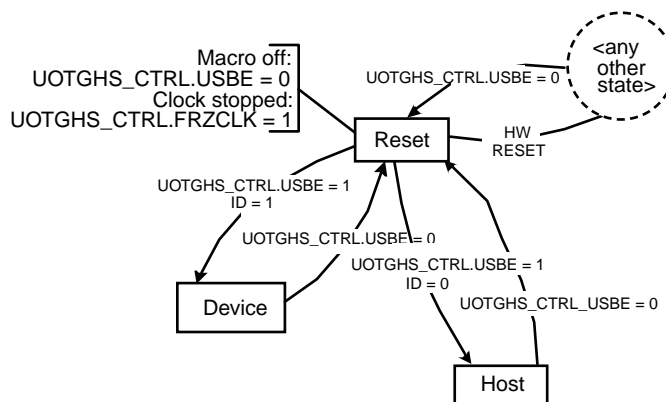 Macro off:
UOTGHS_CTRL.USBE = 0
Clock stopped:
UOTGHS_CTRL.FRZCLK = 1
<any
other
state>
UOTGHS_CTRL.USBE = 0
Reset
HW
RESET
UOTGHS_CTRL.USBE = 1
ID = 1
UOTGHS_CTRL.USBE = 0
UOTGHS_CTRL.USBE = 1
ID = 0
UOTGHS_CTRL_USBE = 0
Device
Host